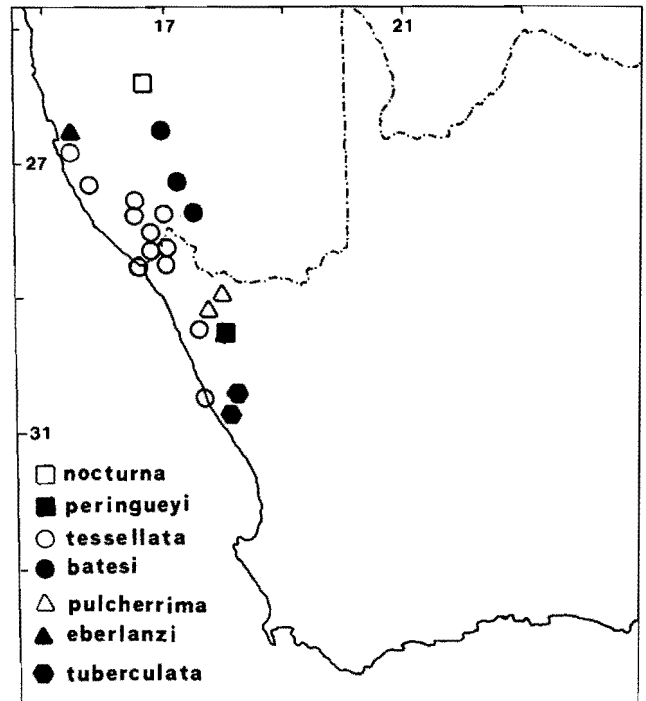 17 21
27
31
nocturna
peringueyi
tessellata
batesi
pulcherrima
eberlanzi
tuberculata